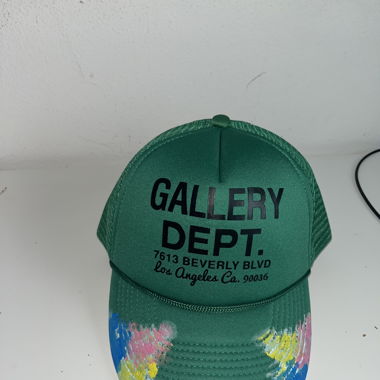 GALLERY
DEPT.
7613 BEVERLY BLVD
Los Angeles Ca. 90036